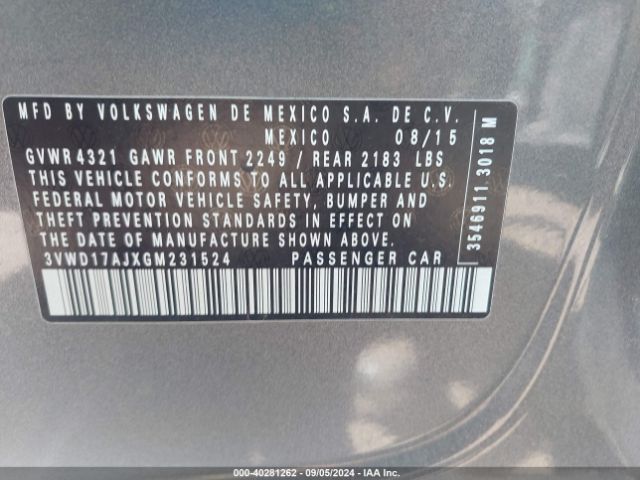 MFD BY VOLKSWAGEN DE MEXICO S.A. DE C.V.
MEXICO 08/15
GVWR 4321 GAWR FRONT 2249 / REAR 2183 LBS
THIS VEHICLE CONFORMS TO ALL APPLICABLE U.S.
FEDERAL MOTOR VEHICLE SAFETY, BUMPER AND
THEFT PREVENTION STANDARDS IN EFFECT ON
THE DATE OF MANUFACTURE SHOWN ABOVE.
3VWD17AJXGM231524 PASSENGER CAR
3546911 3018 M
000-40281262 - 09/05/2024 - IAA Inc.